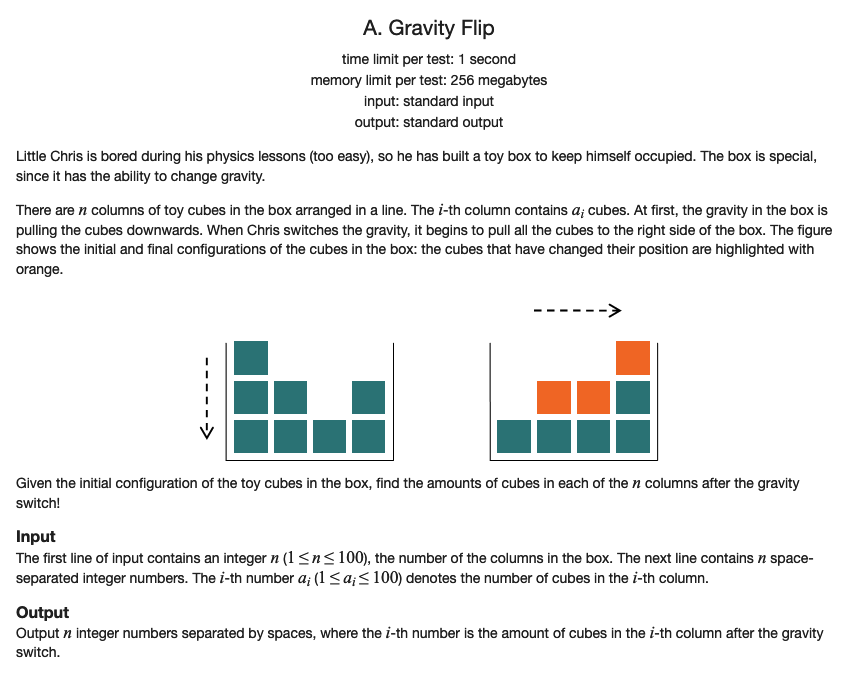 A. Gravity Flip
time limit per test: 1 second
memory limit per test: 256 megabytes
input: standard input
output: standard output
Little Chris is bored during his physics lessons (too easy), so he has built a toy box to keep himself occupied. The box is special,
since it has the ability to change gravity.
There are n columns of toy cubes in the box arranged in a line. The i-th column contains aᵢ cubes. At first, the gravity in the box is
pulling the cubes downwards. When Chris switches the gravity, it begins to pull all the cubes to the right side of the box. The figure
shows the initial and final configurations of the cubes in the box: the cubes that have changed their position are highlighted with
orange.
Given the initial configuration of the toy cubes in the box, find the amounts of cubes in each of the n columns after the gravity
switch!
Input
The first line of input contains an integer n (1 ≤ n ≤ 100), the number of the columns in the box. The next line contains n space-
separated integer numbers. The i-th number aᵢ (1 ≤ aᵢ ≤ 100) denotes the number of cubes in the i-th column.
Output
Output n integer numbers separated by spaces, where the i-th number is the amount of cubes in the i-th column after the gravity
switch.